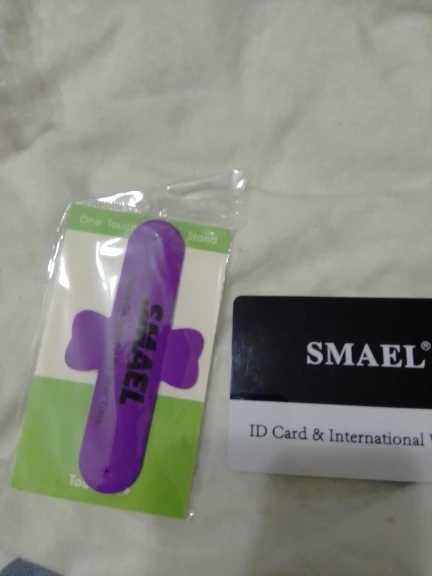 One Touch Stand
SMAEL
SMAEL®
ID Card & International